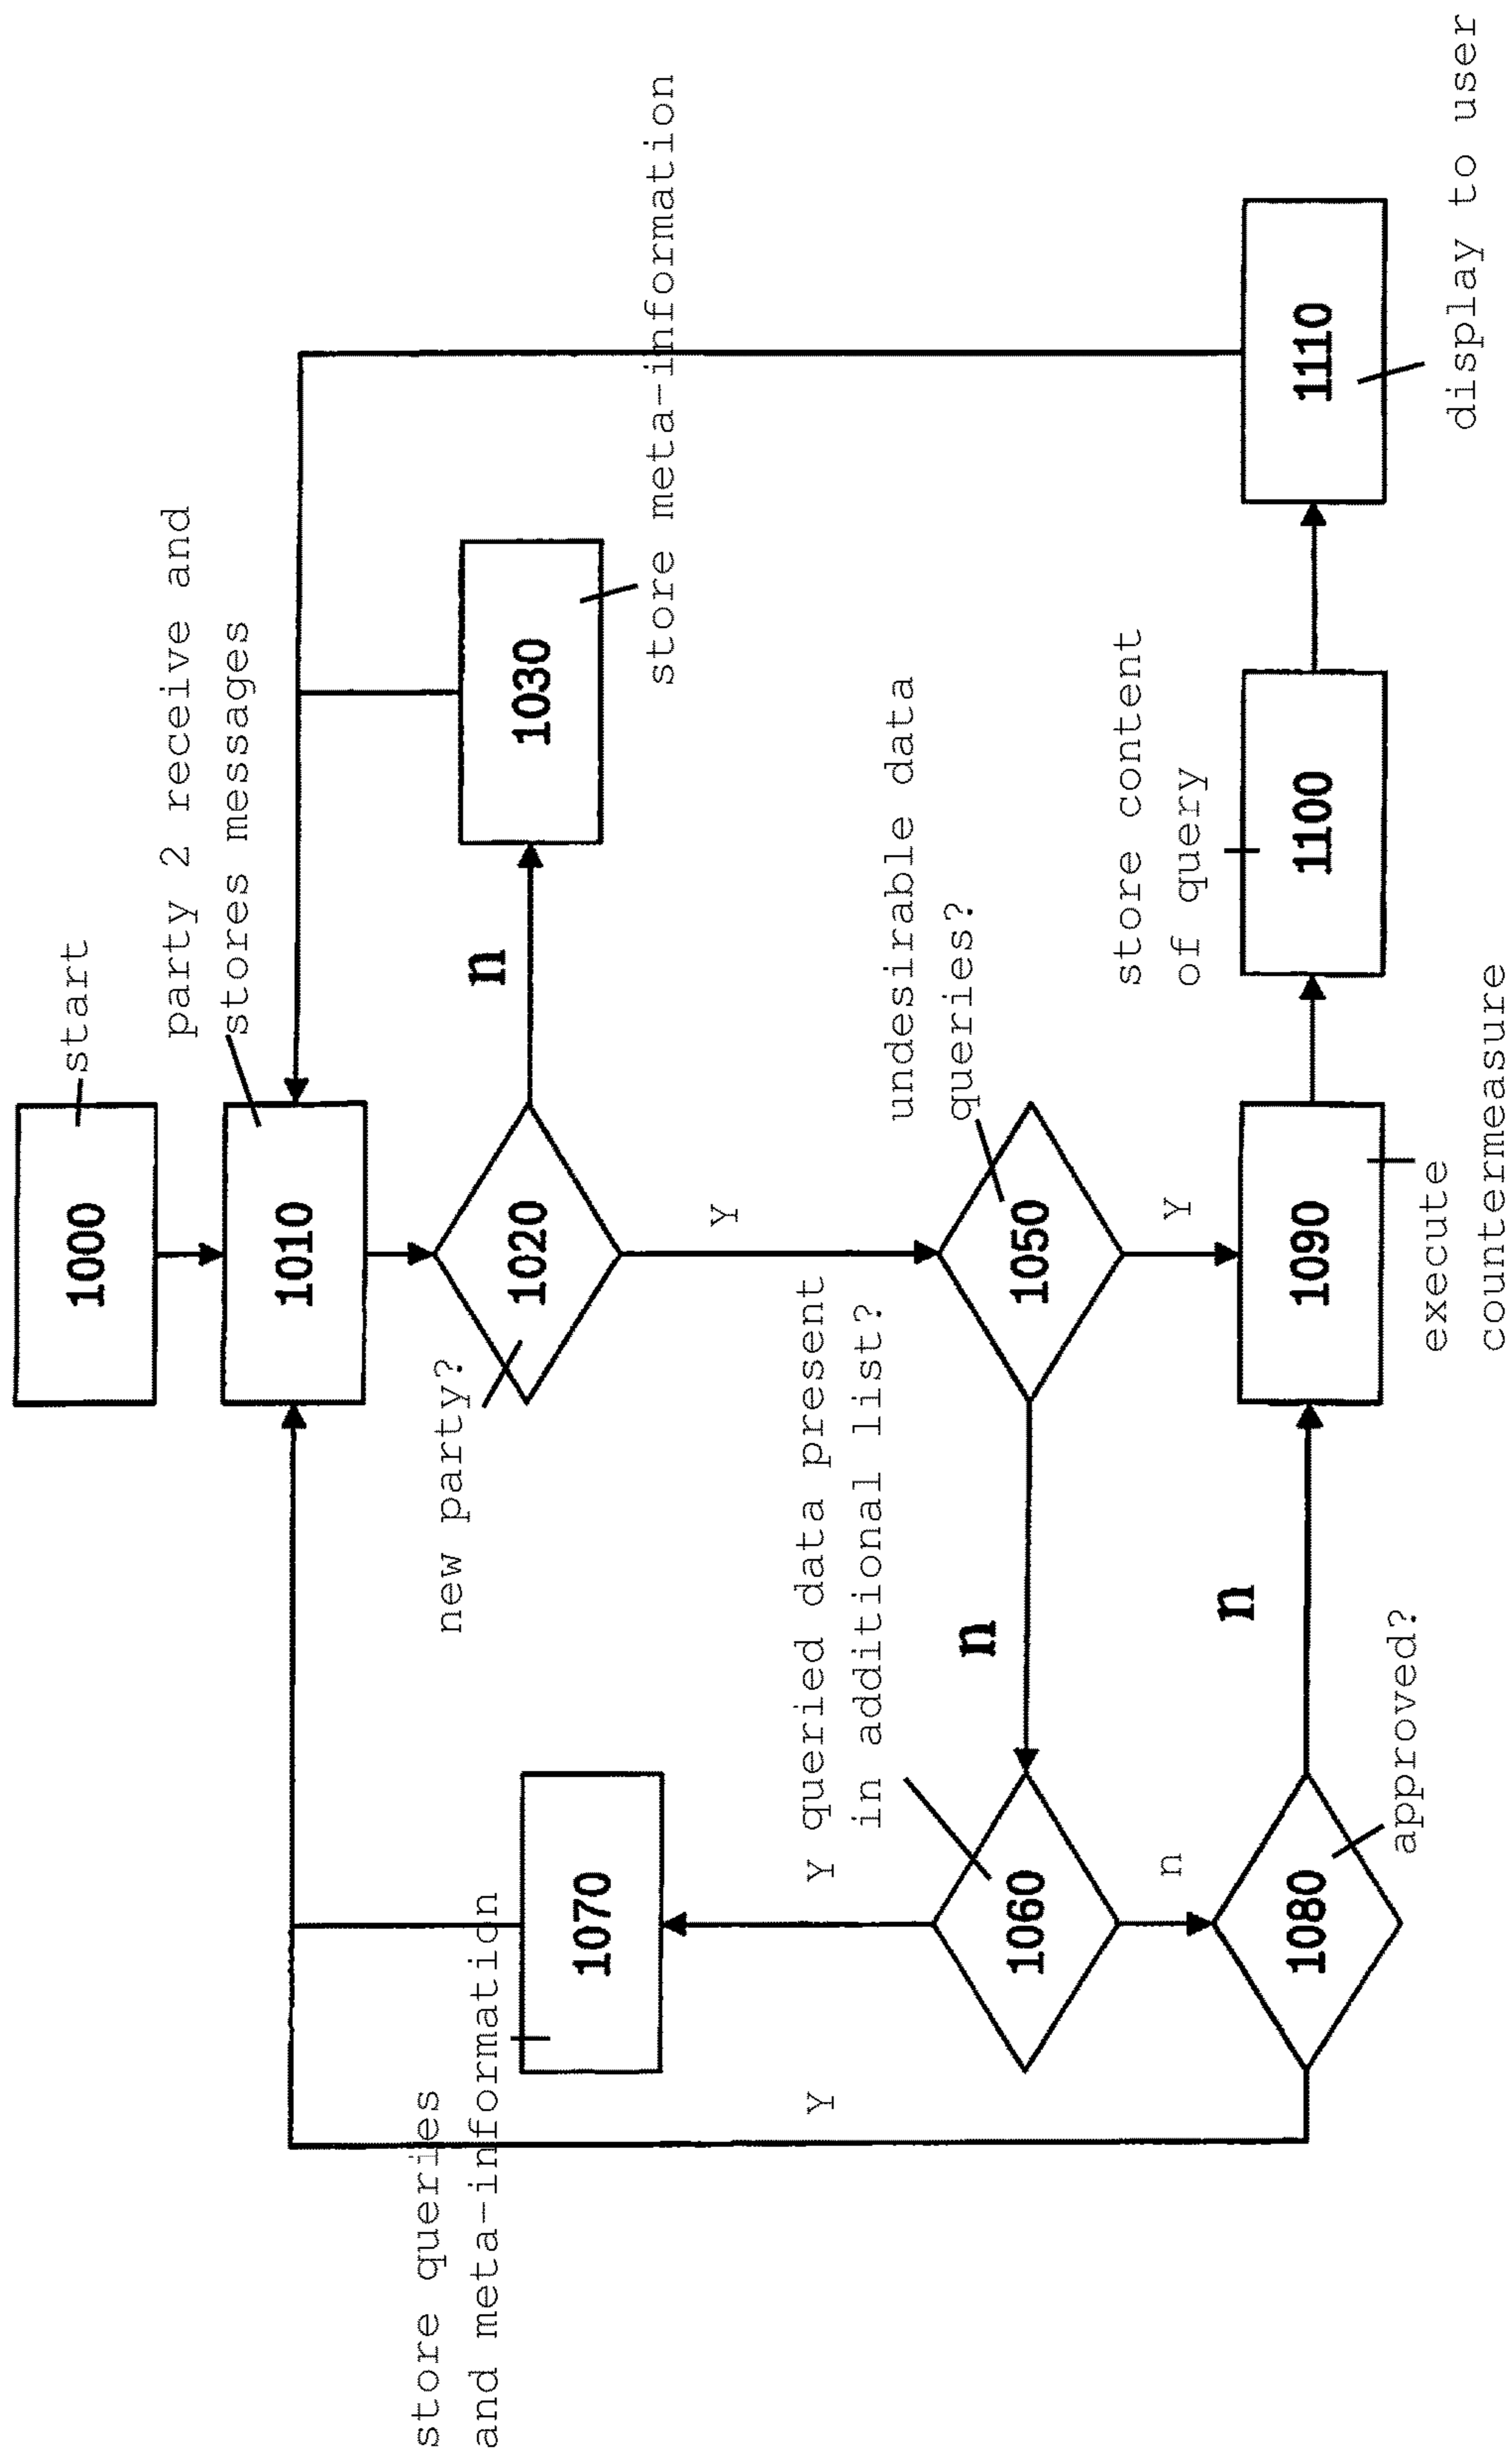 1000
start
party 2 receive and
stores messages
1010
new party?
1020
n
1030
store meta-information
Y
undesirable data
queries?
1050
n
Y
queried data present
in additional list?
1060
Y
1070
store queries
and meta-information
n
1080
approved?
Y
n
1090
execute
countermeasure
store content
of query
1100
1110
display to user